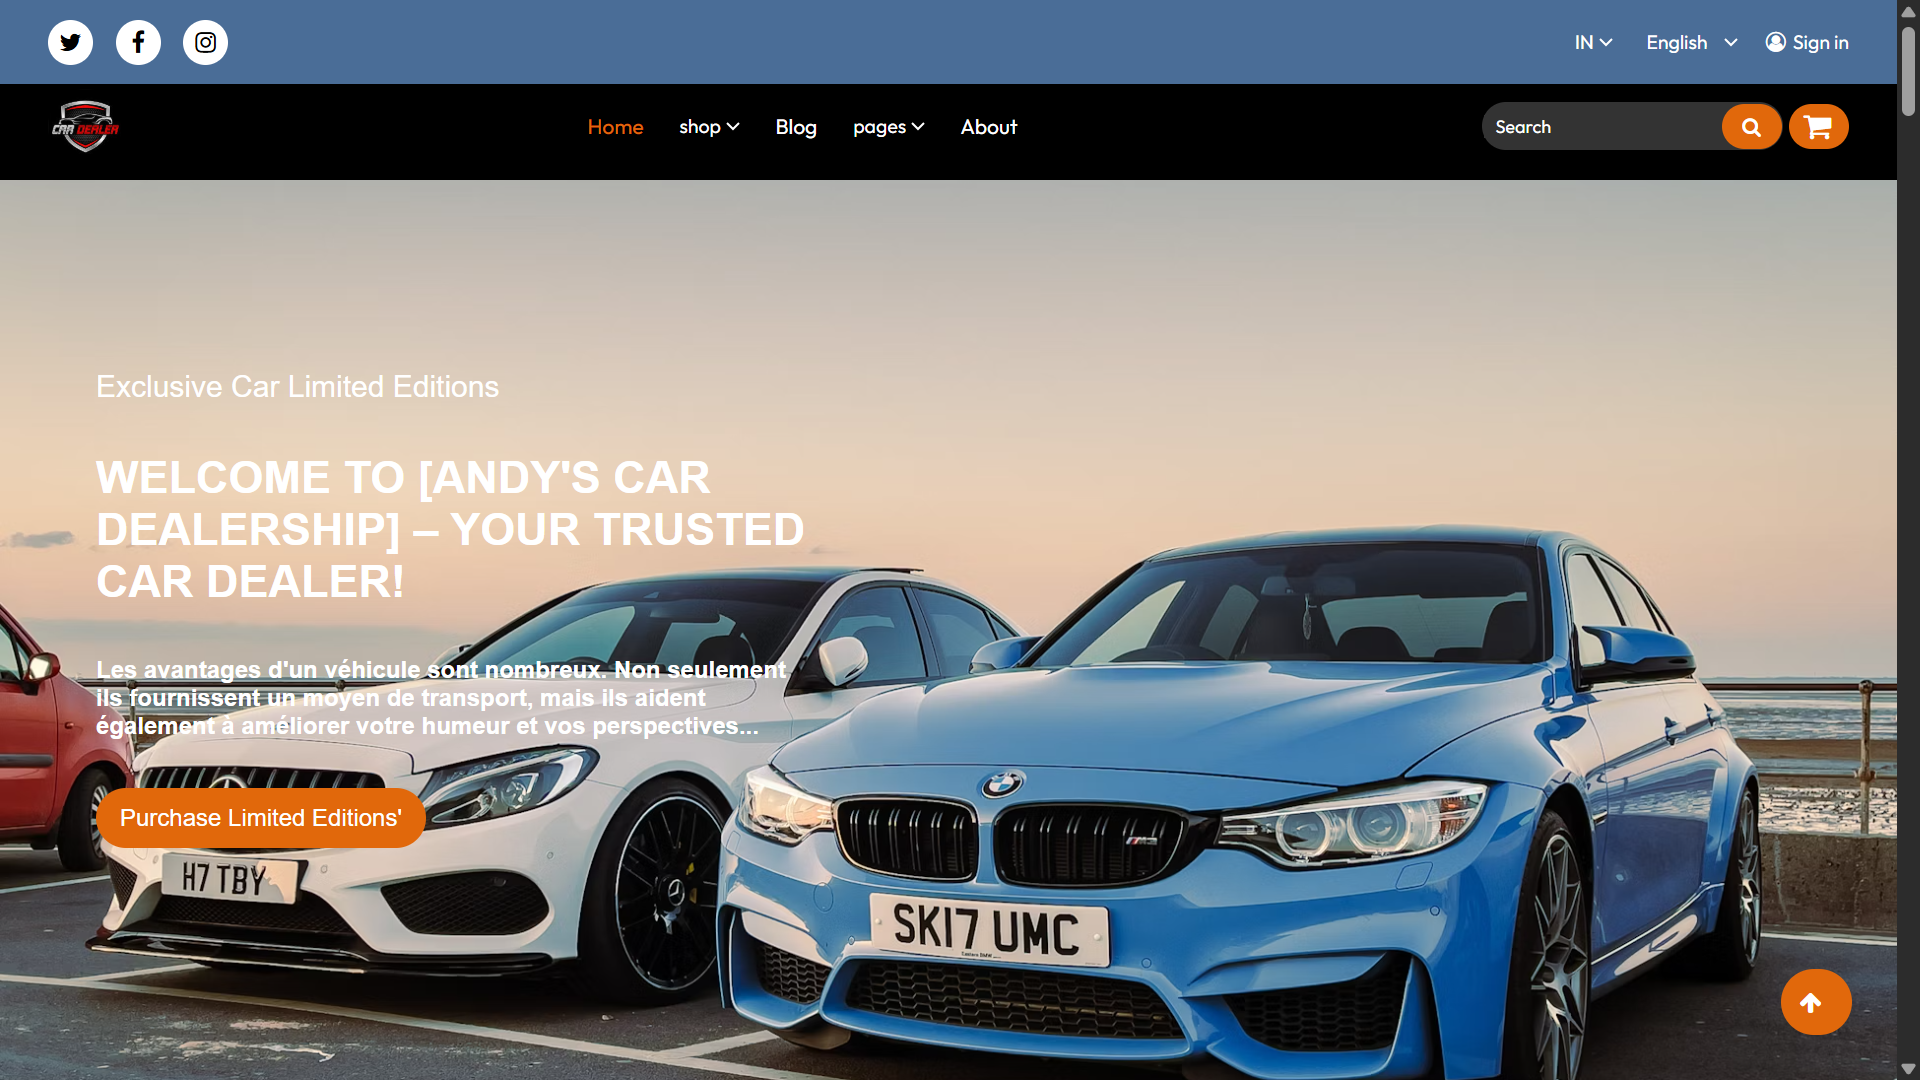 IN
English
Sign in
CAR DEALER
Home
shop
Blog
pages
About
Search
Exclusive Car Limited Editions
WELCOME TO [ANDY'S CAR
DEALERSHIP] – YOUR TRUSTED
CAR DEALER!
Les avantages d'un véhicule sont nombreux. Non seulement
ils fournissent un moyen de transport, mais ils aident
également à améliorer votre humeur et vos perspectives...
Purchase Limited Editions'
H7 TBY
SK17 UMC
Eastern BMW